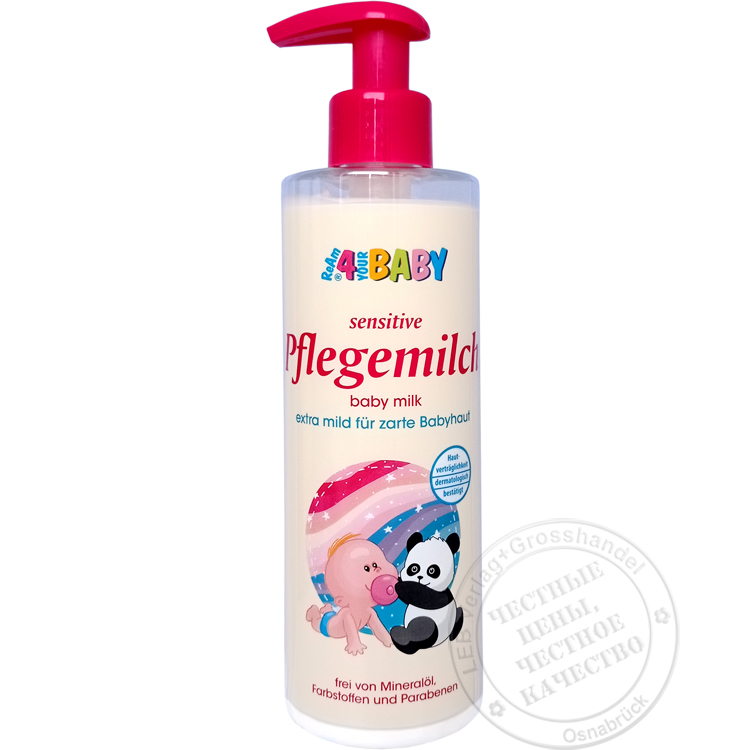 ReAm
®4
YOUR
BABY
sensitive
Pflegemilch
baby milk
extra mild für zarte Babyhaut
Haut-
verträglichkeit
dermatologisch
bestätigt
frei von Mineralöl,
Farbstoffen und Parabenen
LEB Verlag+Grosshandel
ЧЕСТНЫЕ
ЦЕНЫ,
ЧЕСТНОЕ
КАЧЕСТВО
Osnabrück